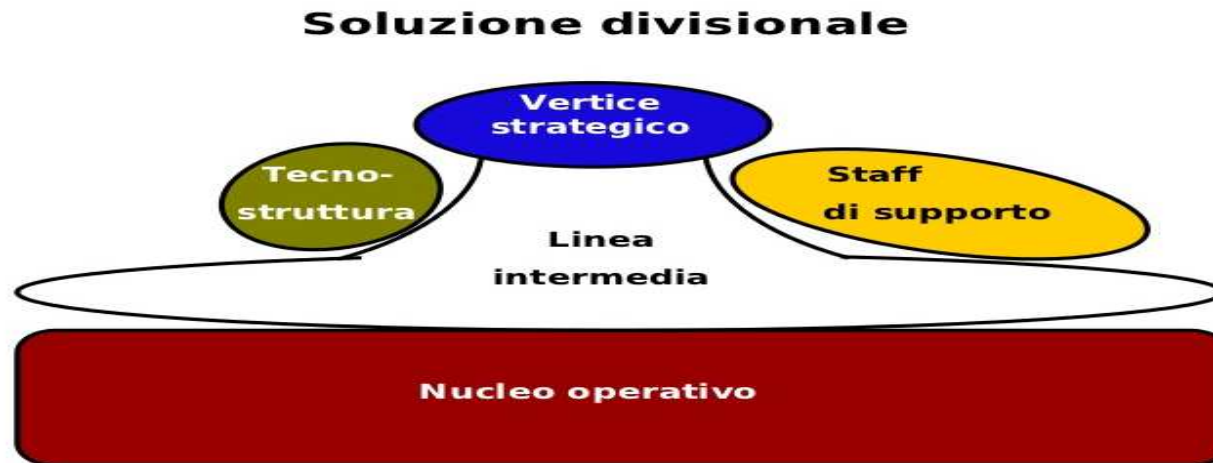 Soluzione divisionale
Vertice
strategico
Tecno-
struttura
Staff
di supporto
Linea
intermedia
Nucleo operativo